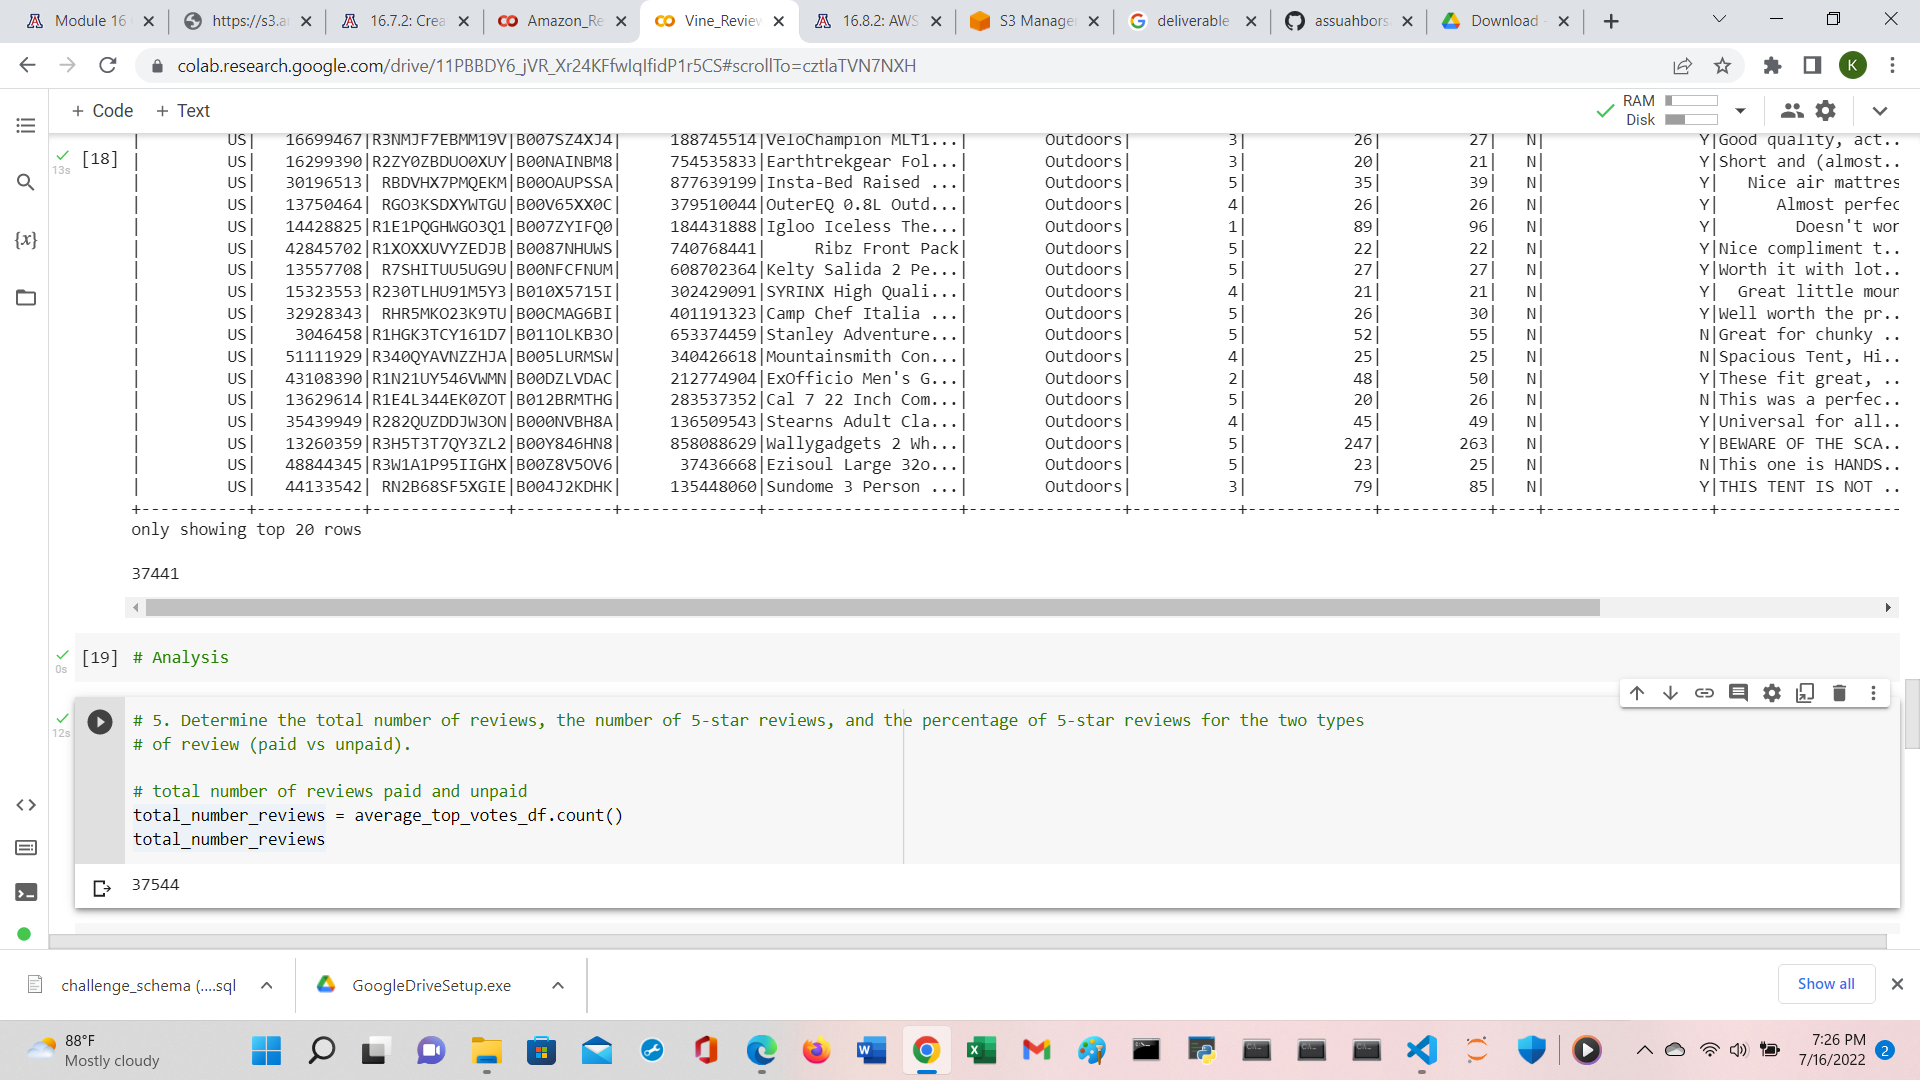 Module 16
https://s3.a
16.7.2: Crea
Amazon_Re
Vine_Review
16.8.2: AWS
S3 Manage
deliverable
assuahbors
Download -
colab.research.google.com/drive/11PBBDY6_jVR_Xr24KFfwIqIfidP1r5CS#scrollTo=cztlaTVN7NXH
K
+ Code + Text
RAM
Disk
[18]
13s
| US| 16699467|R3NMJF7EBMM19V|B007SZ4XJ4| 188745514|VeloChampion MLT1...| Outdoors| 3| 26| 27| N| Y|Good quality, act..
| US| 16299390|R2ZY0ZBDUO0XUY|B00NAINBM8| 754535833|Earthtrekgear Fol...| Outdoors| 3| 20| 21| N| Y|Short and (almost..
| US| 30196513| RBDVHX7PMQEKM|B00OAUPSSA| 877639199|Insta-Bed Raised ...| Outdoors| 5| 35| 39| N| Y| Nice air mattres
| US| 13750464| RGO3KSDXYWTGU|B00V65XX0C| 379510044|OuterEQ 0.8L Outd...| Outdoors| 4| 26| 26| N| Y| Almost perfec
| US| 14428825|R1E1PQGHWGO3Q1|B007ZYIFQ0| 184431888|Igloo Iceless The...| Outdoors| 1| 89| 96| N| Y| Doesn't wor
| US| 42845702|R1XOXXUVYZEDJB|B0087NHUWS| 740768441| Ribz Front Pack| Outdoors| 5| 22| 22| N| Y|Nice compliment t..
| US| 13557708| R7SHITUU5UG9U|B00NFCFNUM| 608702364|Kelty Salida 2 Pe...| Outdoors| 5| 27| 27| N| Y|Worth it with lot..
| US| 15323553|R230TLHU91M5Y3|B010X5715I| 302429091|SYRINX High Quali...| Outdoors| 4| 21| 21| N| Y| Great little moun
| US| 32928343| RHR5MKO23K9TU|B00CMAG6BI| 401191323|Camp Chef Italia ...| Outdoors| 5| 26| 30| N| Y|Well worth the pr..
| US| 3046458|R1HGK3TCY161D7|B011OLKB3O| 653374459|Stanley Adventure...| Outdoors| 5| 52| 55| N| N|Great for chunky ..
| US| 51111929|R340QYAVNZZHJA|B005LURMSW| 340426618|Mountainsmith Con...| Outdoors| 4| 25| 25| N| N|Spacious Tent, Hi..
| US| 43108390|R1N21UY546VWMN|B00DZLVDAC| 212774904|ExOfficio Men's G...| Outdoors| 2| 48| 50| N| Y|These fit great, ..
| US| 13629614|R1E4L344EK0ZOT|B012BRMTHG| 283537352|Cal 7 22 Inch Com...| Outdoors| 5| 20| 26| N| N|This was a perfec..
| US| 35439949|R282QUZDDJW3ON|B000NVBH8A| 136509543|Stearns Adult Cla...| Outdoors| 4| 45| 49| N| Y|Universal for all..
| US| 13260359|R3H5T3T7QY3ZL2|B00Y846HN8| 858088629|Wallygadgets 2 Wh...| Outdoors| 5| 247| 263| N| Y|BEWARE OF THE SCA..
| US| 48844345|R3W1A1P95IIGHX|B00Z8V5OV6| 37436668|Ezisoul Large 32o...| Outdoors| 5| 23| 25| N| N|This one is HANDS..
| US| 44133542| RN2B68SF5XGIE|B004J2KDHK| 135448060|Sundome 3 Person ...| Outdoors| 3| 79| 85| N| Y|THIS TENT IS NOT ..
+-----------+-----------+--------------+----------+--------------+--------------------+----------------+-----------+-------------+-----------+----+-----------------+-------------------
only showing top 20 rows
37441
[19] # Analysis
0s
12s
# 5. Determine the total number of reviews, the number of 5-star reviews, and the percentage of 5-star reviews for the two types
# of review (paid vs unpaid).
# total number of reviews paid and unpaid
total_number_reviews = average_top_votes_df.count()
total_number_reviews
37544
challenge_schema (....sql
GoogleDriveSetup.exe
Show all
88°F
Mostly cloudy
7:26 PM
7/16/2022
2